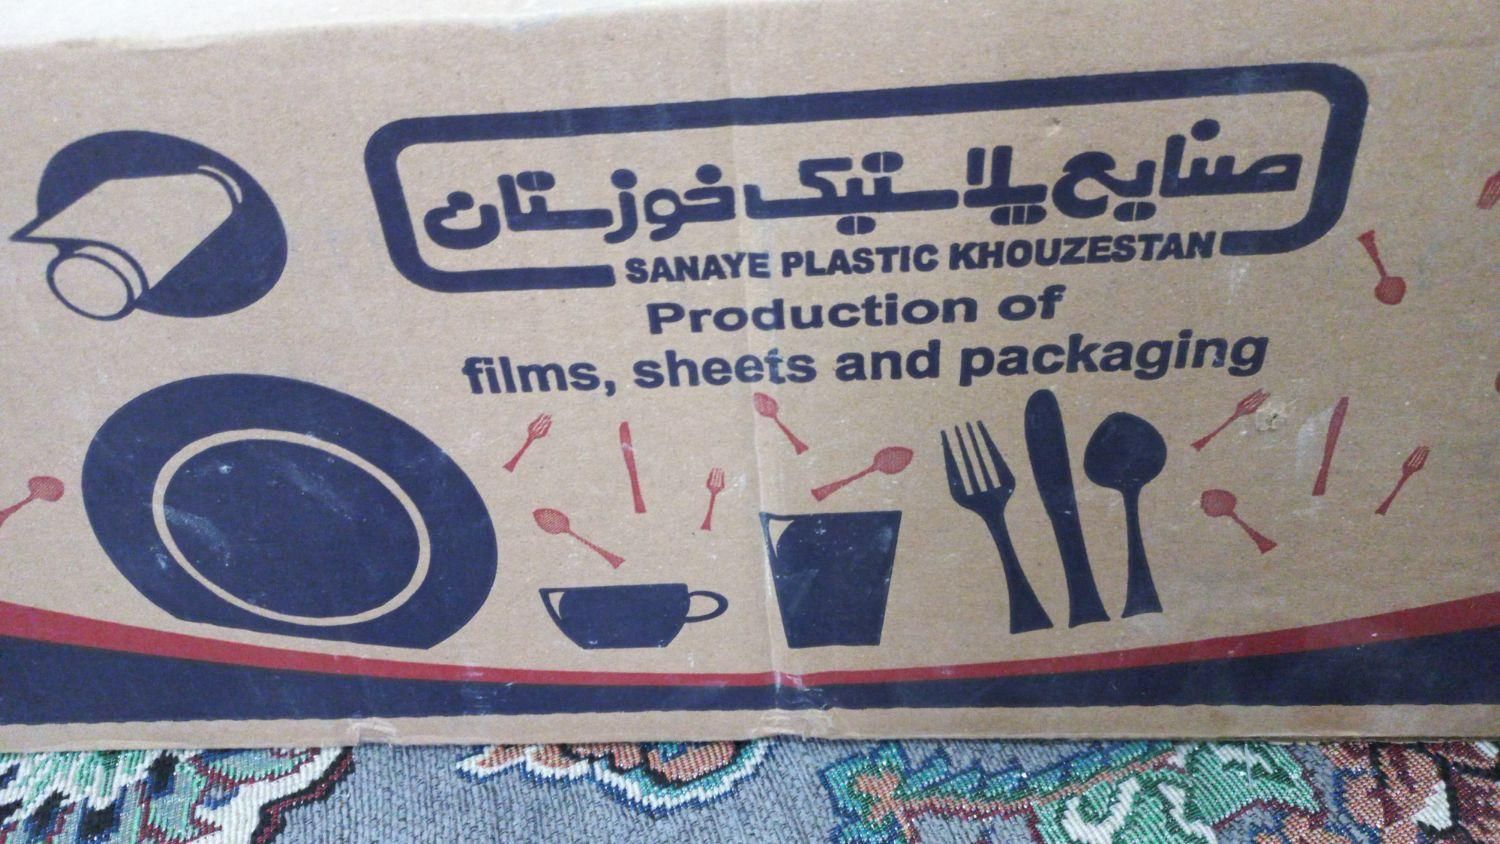 صنایع پلاستیک خوزستان
SANAYE PLASTIC KHOUZESTAN
Production of
films, sheets and packaging